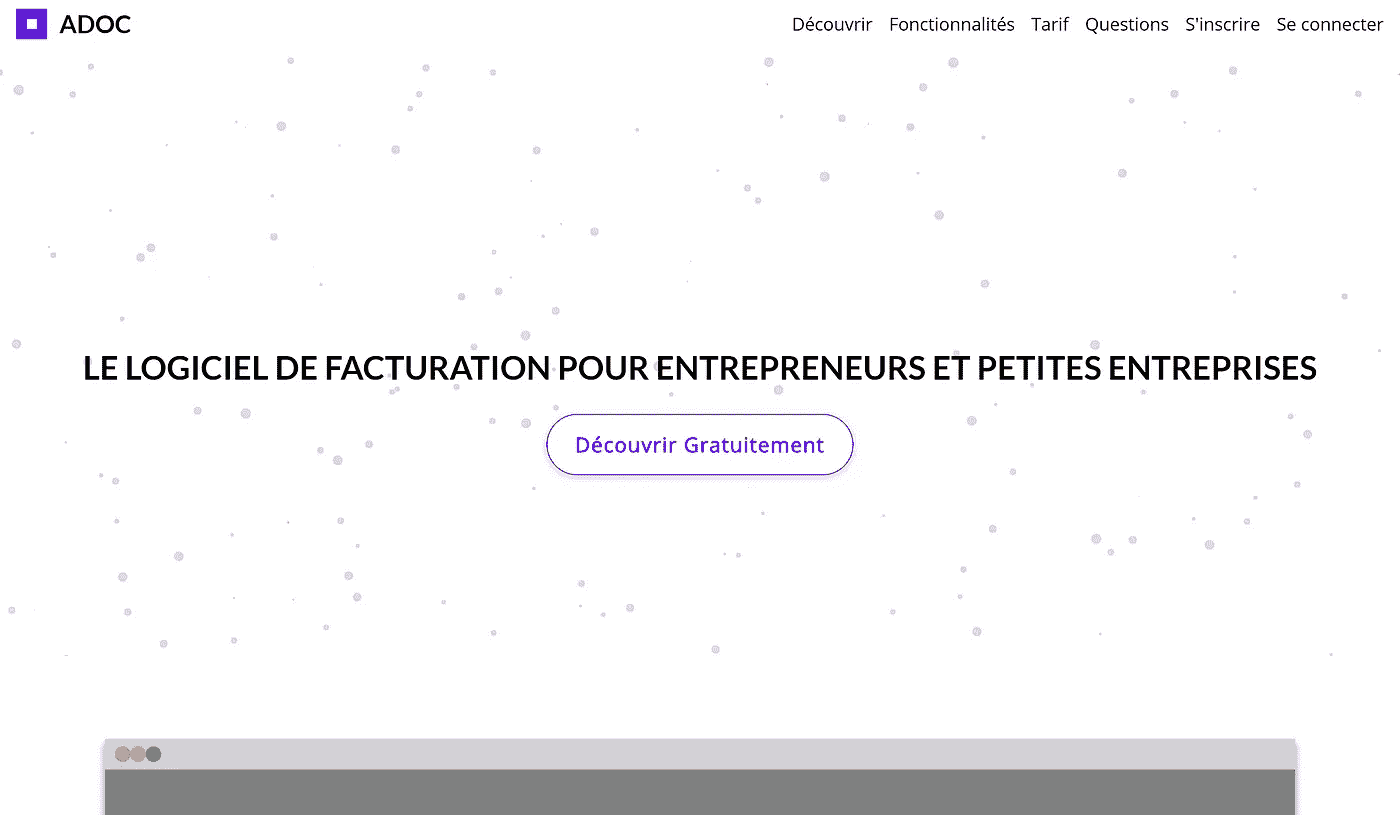 ADOC
Découvrir Fonctionnalités Tarif Questions S'inscrire Se connecter
LE LOGICIEL DE FACTURATION POUR ENTREPRENEURS ET PETITES ENTREPRISES
Découvrir Gratuitement